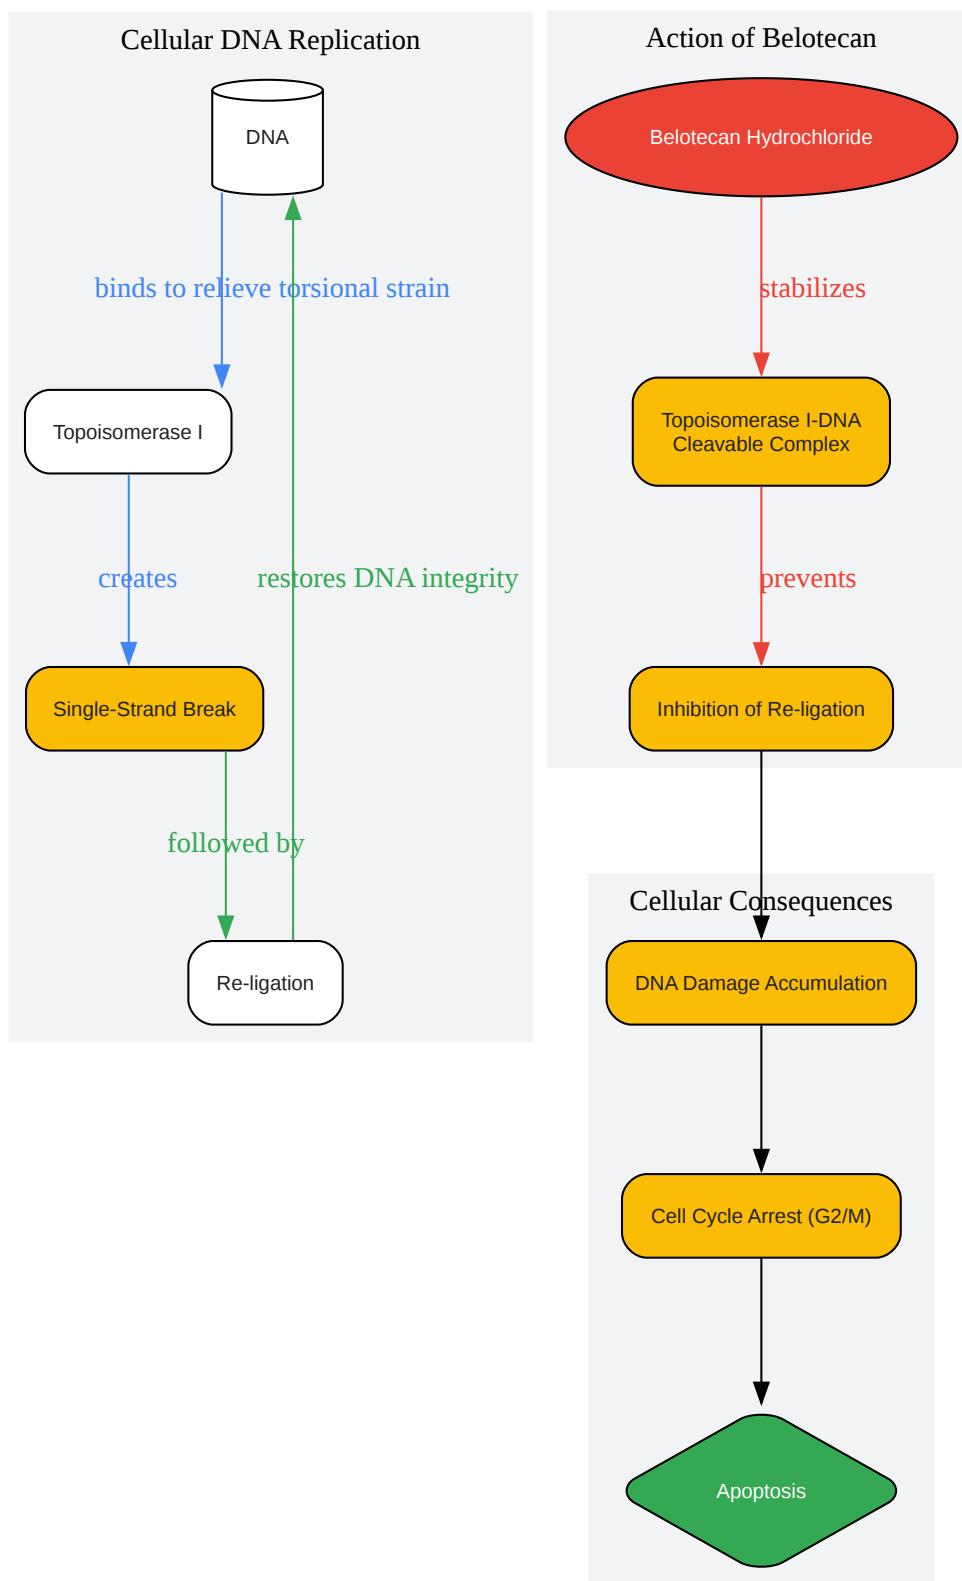 Cellular DNA Replication
DNA
binds to relieve torsional strain
Topoisomerase I
creates
restores DNA integrity
Single-Strand Break
followed by
Re-ligation
Action of Belotecan
Belotecan Hydrochloride
stabilizes
Topoisomerase I-DNA
Cleavable Complex
prevents
Inhibition of Re-ligation
Cellular Consequences
DNA Damage Accumulation
Cell Cycle Arrest (G2/M)
Apoptosis